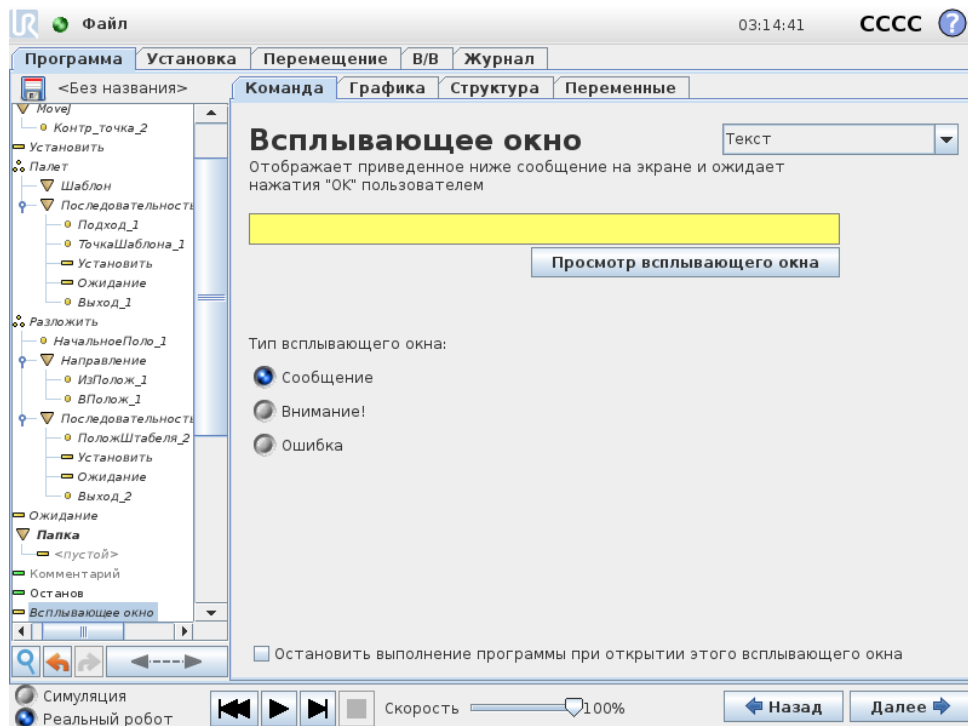 UR Файл 03:14:41 CCCC ?
Программа Установка Перемещение В/В Журнал
<Без названия>
Команда Графика Структура Переменные
MoveJ
Контр_точка_2
Установить
Палет
Шаблон
Последовательность
Подход_1
ТочкаШаблона_1
Установить
Ожидание
Выход_1
Разложить
НачальноеПоло_1
Направление
ИзПолож_1
ВПолож_1
Последовательность
ПоложШтабеля_2
Установить
Ожидание
Выход_2
Ожидание
Папка
<пустой>
Комментарий
Останов
Всплывающее окно
Всплывающее окно
Текст
Отображает приведенное ниже сообщение на экране и ожидает
нажатия "OK" пользователем
Просмотр всплывающего окна
Тип всплывающего окна:
Сообщение
Внимание!
Ошибка
Остановить выполнение программы при открытии этого всплывающего окна
Симуляция
Реальный робот
Скорость 100%
Назад Далее